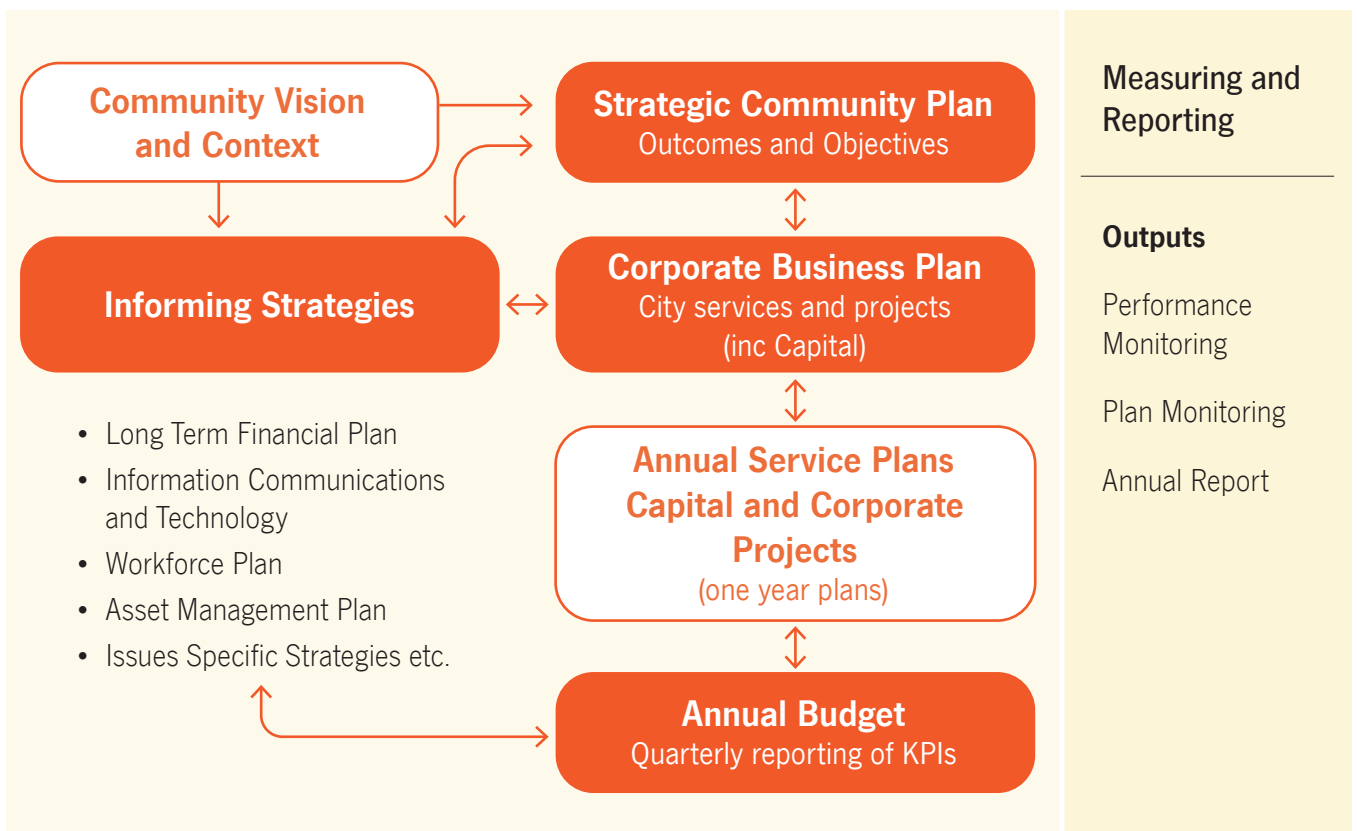 Community Vision
and Context
Strategic Community Plan
Outcomes and Objectives
Informing Strategies
Corporate Business Plan
City services and projects
(inc Capital)
• Long Term Financial Plan
• Information Communications
and Technology
• Workforce Plan
• Asset Management Plan
• Issues Specific Strategies etc.
Annual Service Plans
Capital and Corporate
Projects
(one year plans)
Annual Budget
Quarterly reporting of KPIs
Measuring and
Reporting
Outputs
Performance
Monitoring
Plan Monitoring
Annual Report